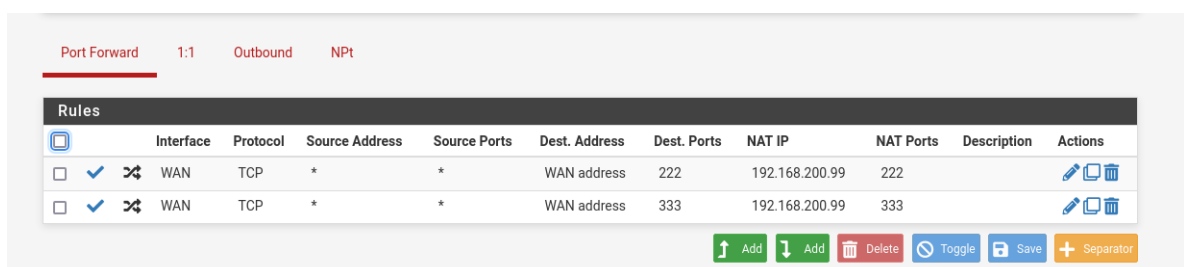 Port Forward 1:1 Outbound NPt
Rules
Interface Protocol Source Address Source Ports Dest. Address Dest. Ports NAT IP NAT Ports Description Actions
WAN TCP * * WAN address 222 192.168.200.99 222
WAN TCP * * WAN address 333 192.168.200.99 333
Add Add Delete Toggle Save Separator